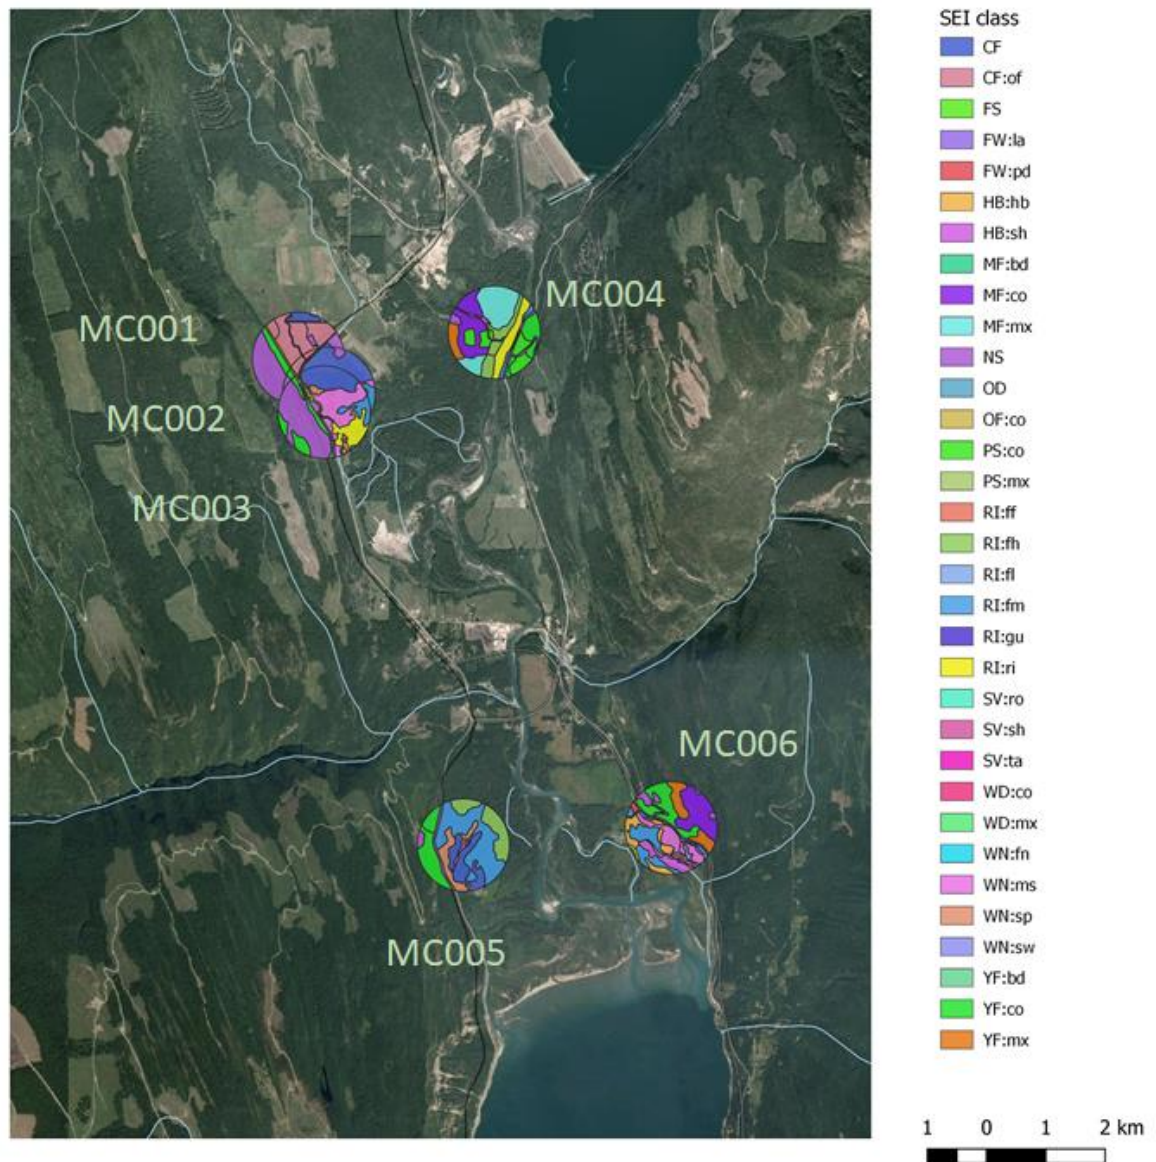 SEI class
CF
CF:of
FS
FW:la
FW:pd
HB:hb
HB:sh
MF:bd
MF:co
MF:mx
NS
OD
OF:co
PS:co
PS:mx
RI:ff
RI:fh
RI:fl
RI:fm
RI:gu
RI:ri
SV:ro
SV:sh
SV:ta
WD:co
WD:mx
WN:fn
WN:ms
WN:sp
WN:sw
YF:bd
YF:co
YF:mx
MC004
MC001
MC002
MC003
MC006
MC005
1 0 1 2 km